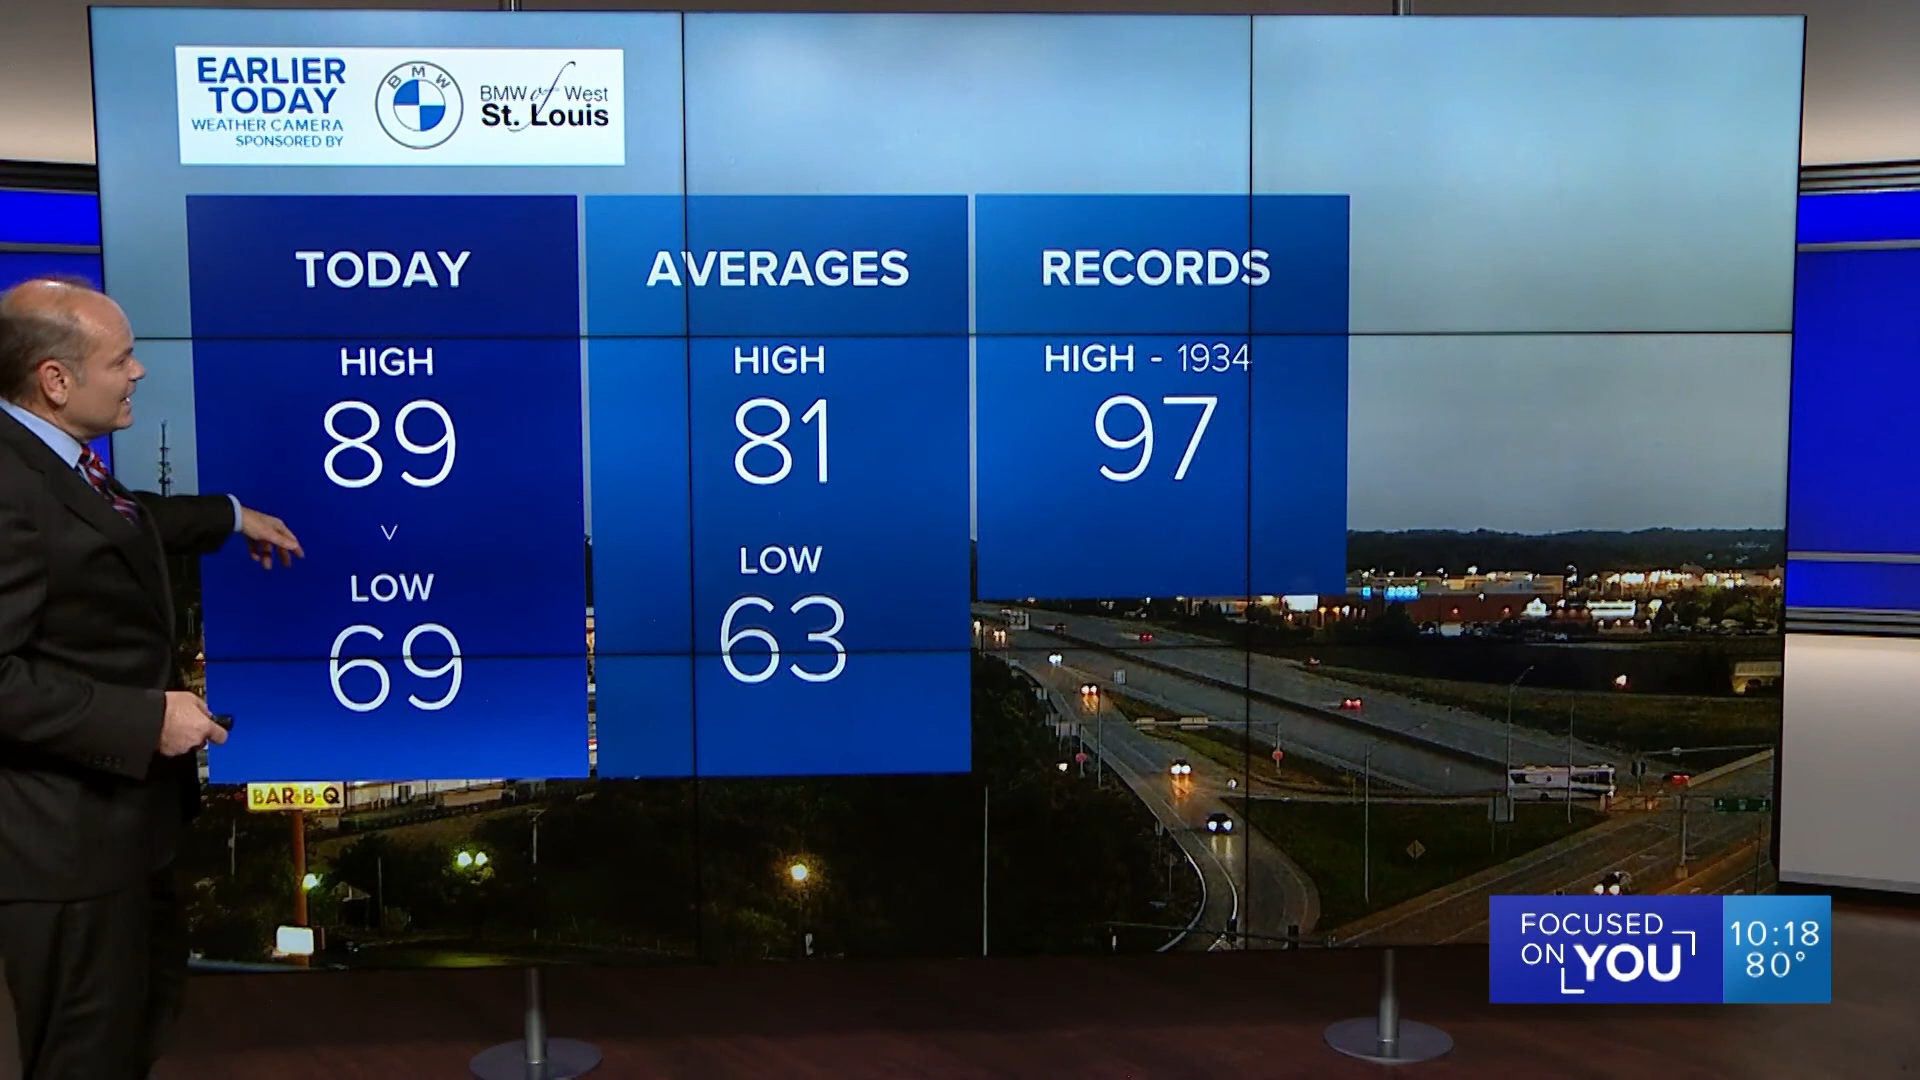 EARLIER
TODAY
WEATHER CAMERA
SPONSORED BY
BMW
BMW of West
St. Louis
TODAY
HIGH
89
LOW
69
AVERAGES
HIGH
81
LOW
63
RECORDS
HIGH - 1934
97
ROSS
BAR-B-Q
FOCUSED
ON YOU
10:18
80°